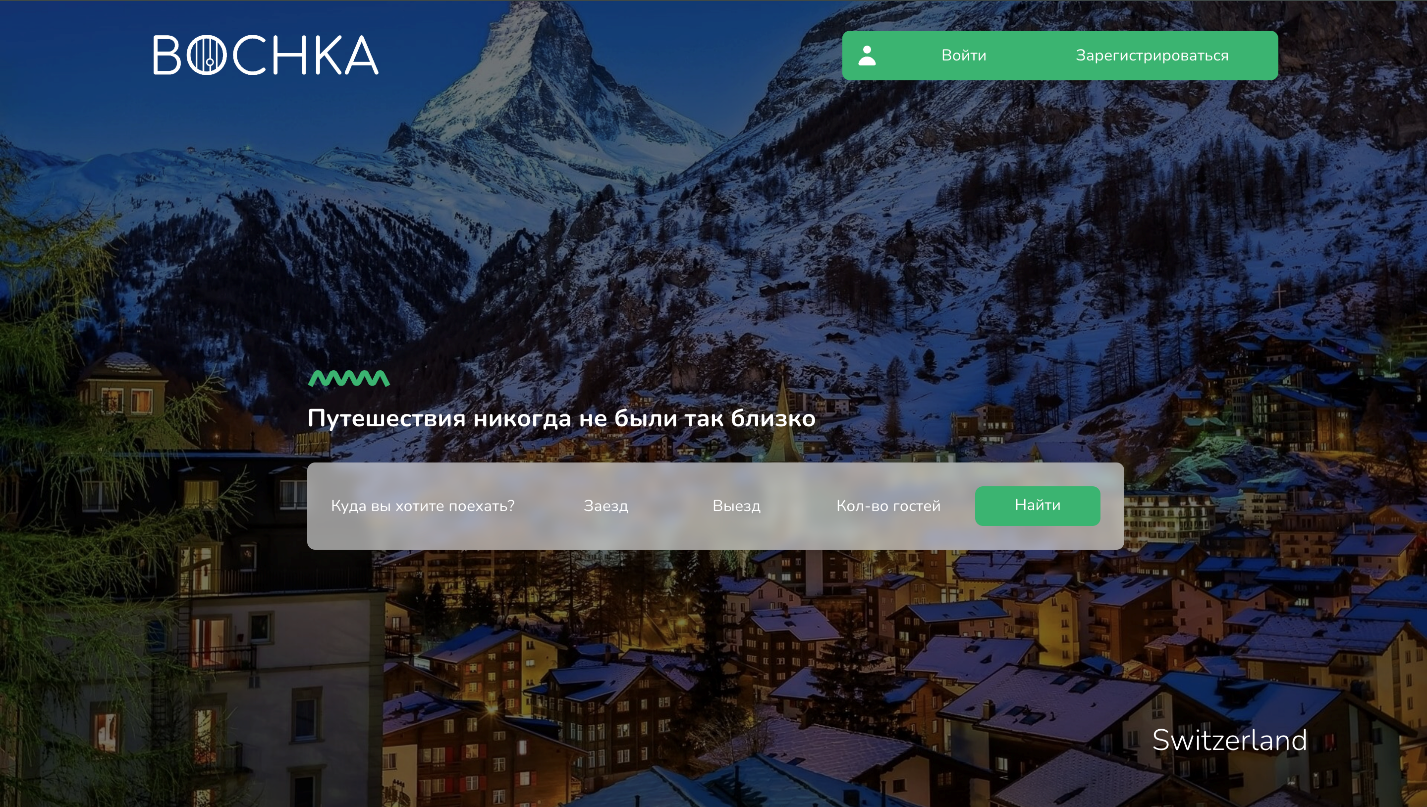 BOCHKA
Войти
Зарегистрироваться
Путешествия никогда не были так близко
Куда вы хотите поехать?
Заезд
Выезд
Кол-во гостей
Найти
Switzerland